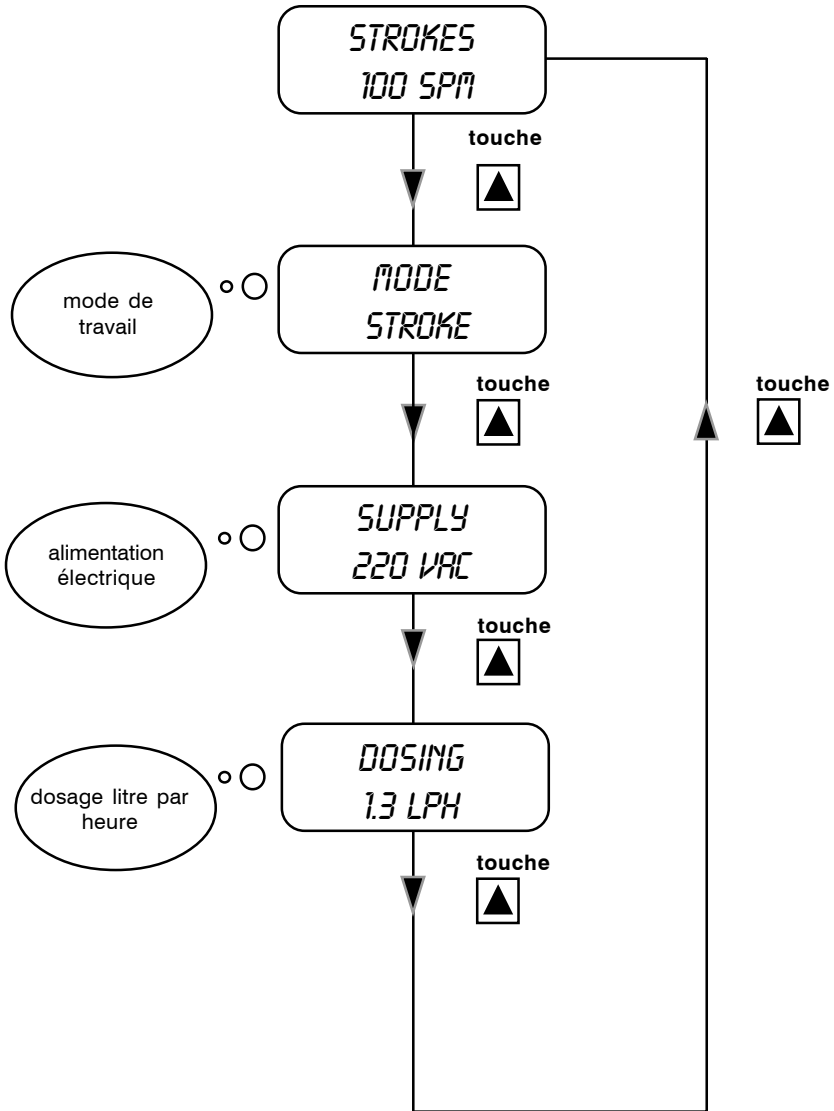 STROKES
100 SPM
touche
mode de
travail
MODE
STROKE
touche
touche
alimentation
électrique
SUPPLY
220 VAC
touche
dosage litre par
heure
DOSING
1.3 LPH
touche